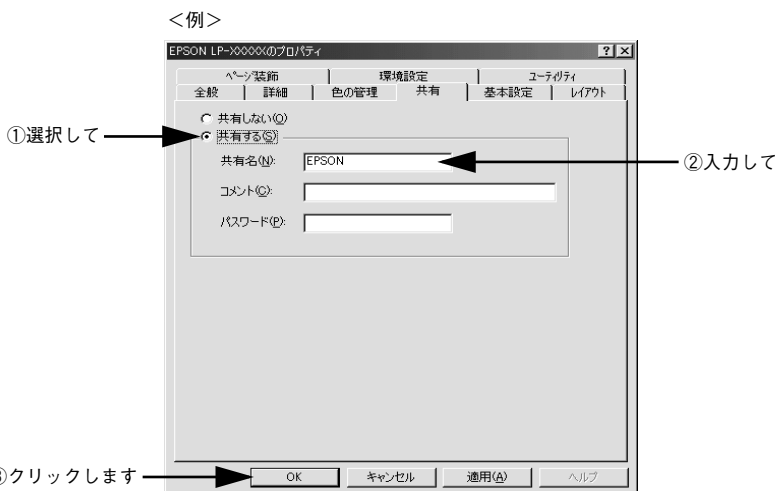 ＜例＞
EPSON LP-XXXXXのプロパティ
ページ装飾 環境設定 ユーティリティ
全般 詳細 色の管理 共有 基本設定 レイアウト
共有しない(O)
①選択して
共有する(S)
共有名(N): EPSON
②入力して
コメント(C):
パスワード(P):
③クリックします
OK キャンセル 適用(A) ヘルプ